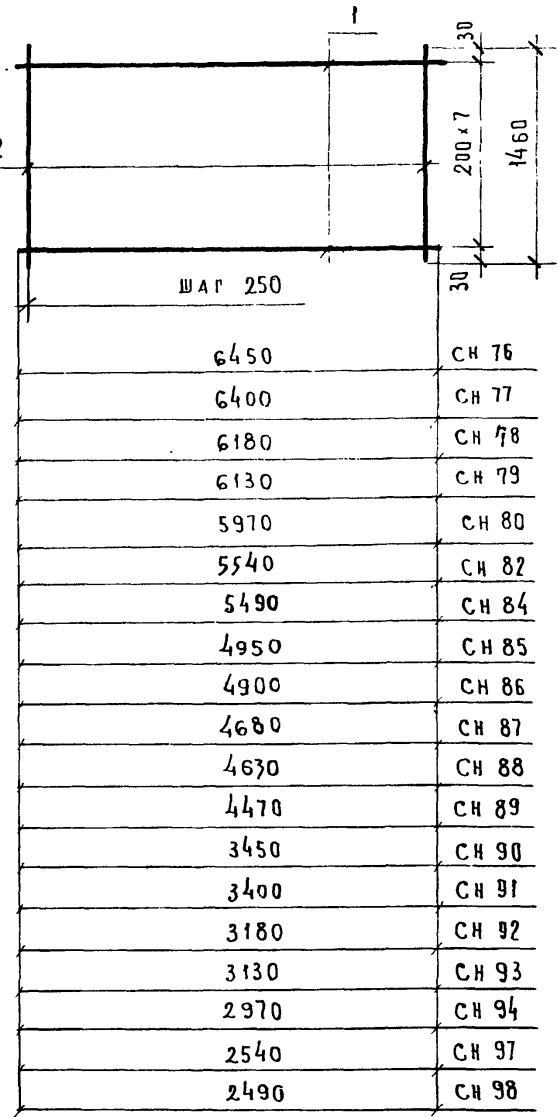 1
30
200×7
1460
2
30
ШАГ 250
6450 СН 76
6400 СН 77
6180 СН 78
6130 СН 79
5970 СН 80
5540 СН 82
5490 СН 84
4950 СН 85
4900 СН 86
4680 СН 87
4630 СН 88
4470 СН 89
3450 СН 90
3400 СН 91
3180 СН 92
3130 СН 93
2970 СН 94
2540 СН 97
2490 СН 98